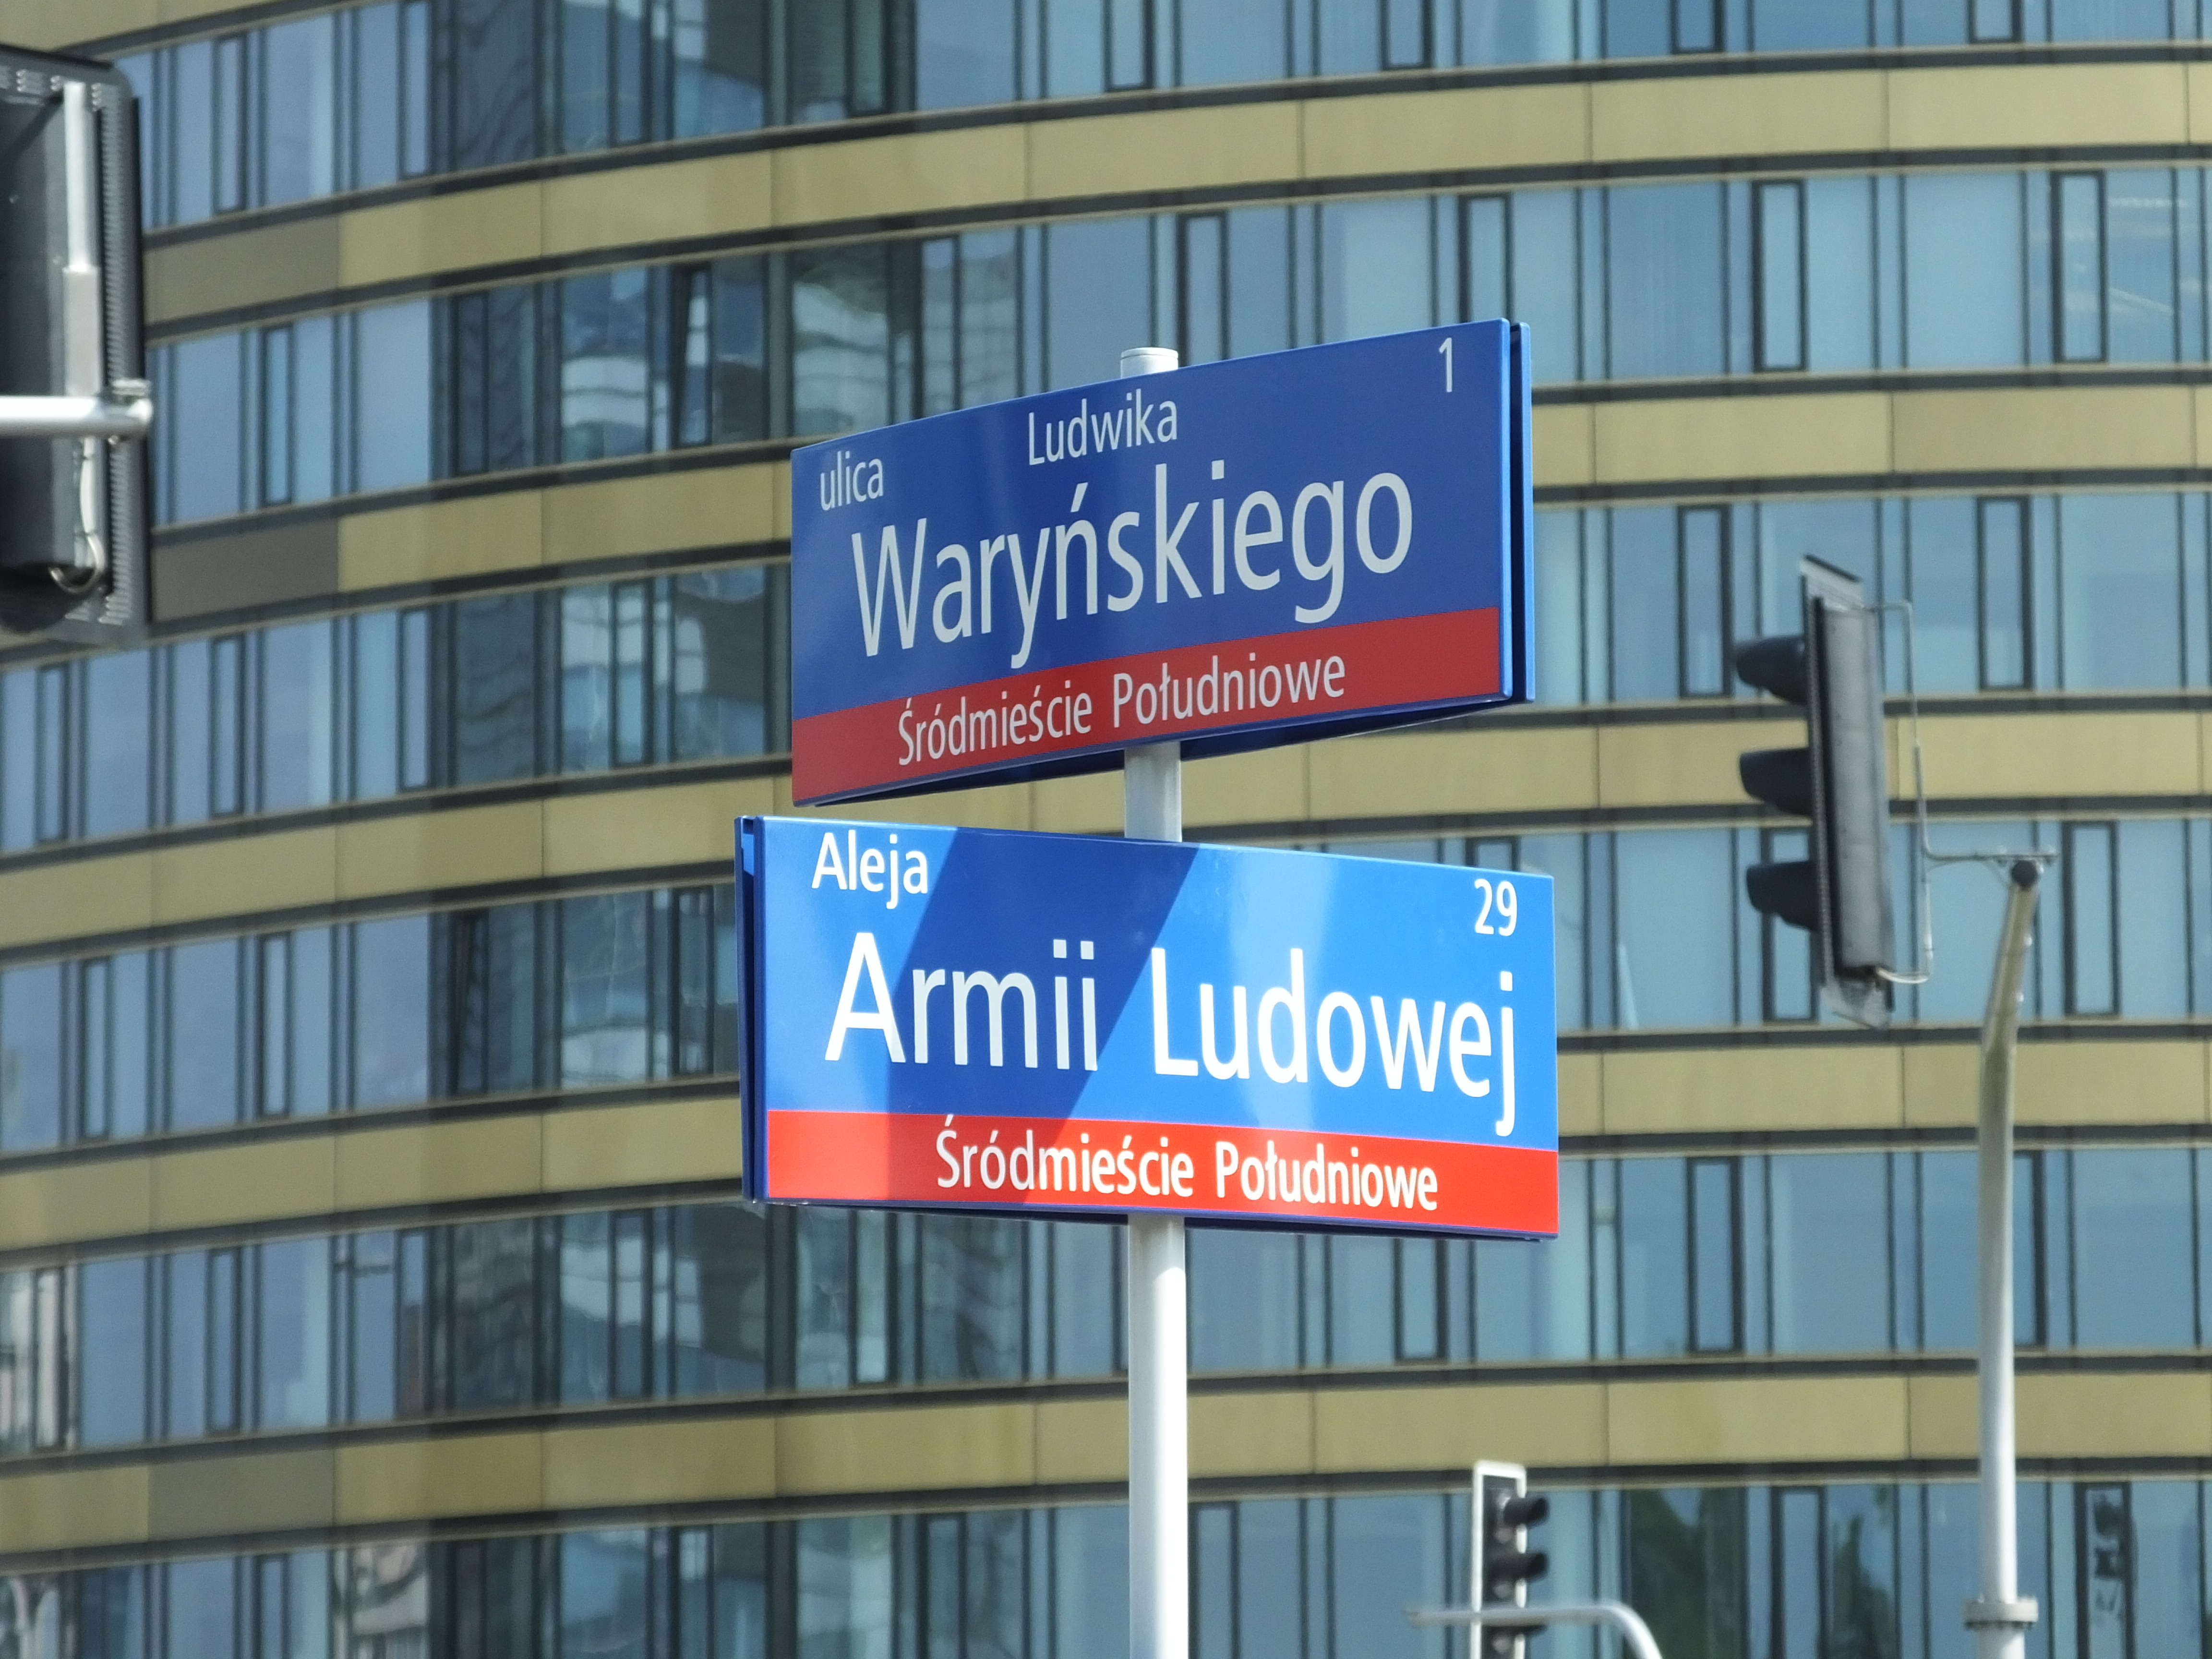 1
Ludwika
ulica
Waryńskiego
Śródmieście Południowe
Aleja
29
Armii Ludowej
Śródmieście Południowe